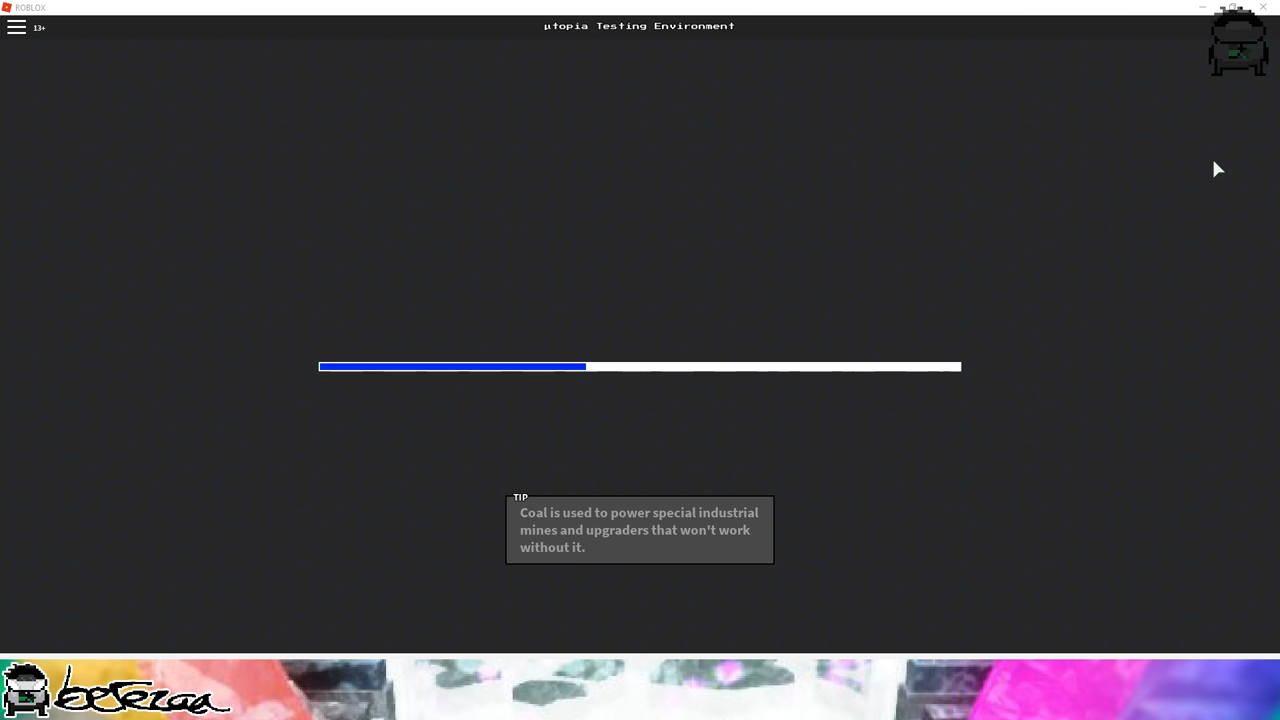 ROBLOX
13+
µtopia Testing Environment
TIP
Coal is used to power special industrial
mines and upgraders that won't work
without it.